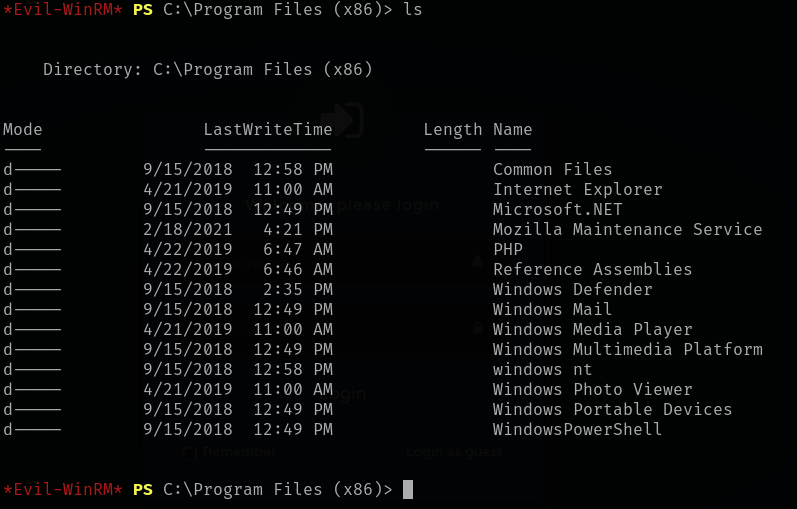 *Evil-WinRM* PS C:\Program Files (x86)> ls
Directory: C:\Program Files (x86)
Mode LastWriteTime Length Name
---- ------------- ------ ----
d----- 9/15/2018 12:58 PM Common Files
d----- 4/21/2019 11:00 AM Internet Explorer
d----- 9/15/2018 12:49 PM Microsoft.NET
d----- 2/18/2021 4:21 PM Mozilla Maintenance Service
d----- 4/22/2019 6:47 AM PHP
d----- 4/22/2019 6:46 AM Reference Assemblies
d----- 9/15/2018 2:35 PM Windows Defender
d----- 9/15/2018 12:49 PM Windows Mail
d----- 4/21/2019 11:00 AM Windows Media Player
d----- 9/15/2018 12:49 PM Windows Multimedia Platform
d----- 9/15/2018 12:58 PM windows nt
d----- 4/21/2019 11:00 AM Windows Photo Viewer
d----- 9/15/2018 12:49 PM Windows Portable Devices
d----- 9/15/2018 12:49 PM WindowsPowerShell
*Evil-WinRM* PS C:\Program Files (x86)>
please login
Remember
Login as guest